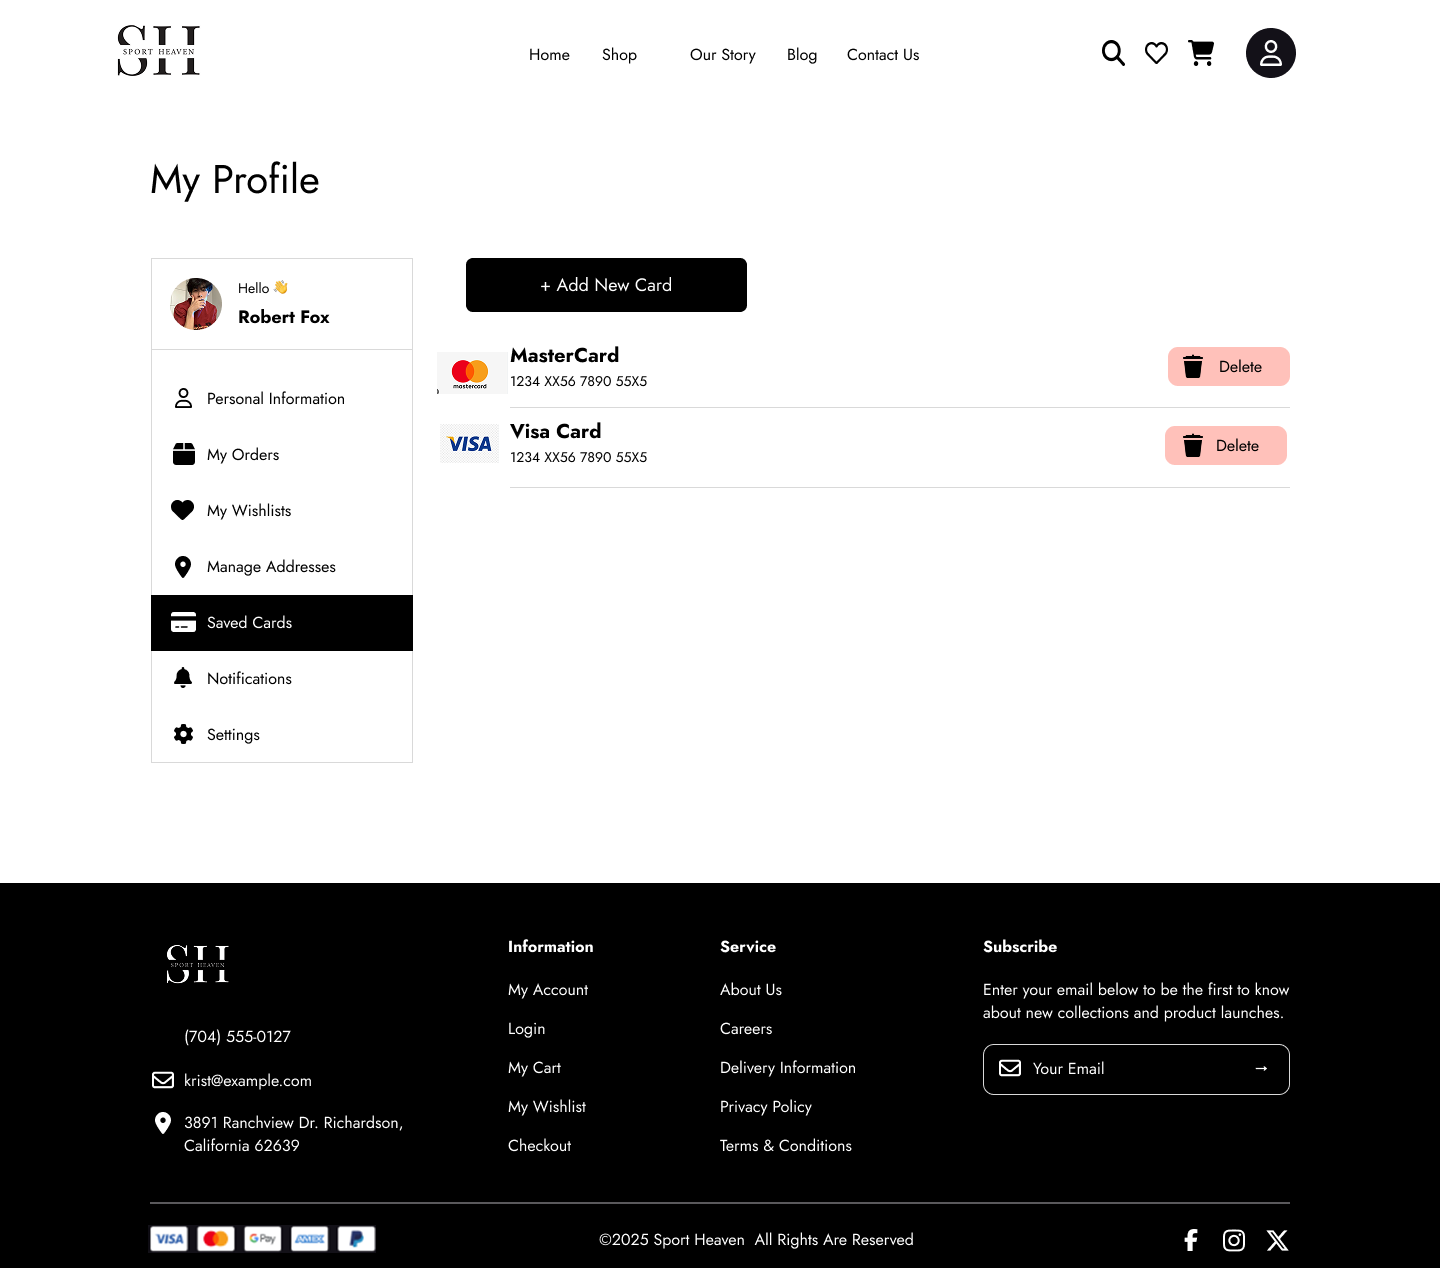 SH
SPORT HEAVEN
Home Shop Our Story Blog Contact Us
My Profile
Hello 👋
Robert Fox
Personal Information
My Orders
My Wishlists
Manage Addresses
Saved Cards
Notifications
Settings
+ Add New Card
mastercard
MasterCard
1234 XX56 7890 55X5
Delete
VISA
Visa Card
1234 XX56 7890 55X5
Delete
SH
SPORT HEAVEN
(704) 555-0127
krist@example.com
3891 Ranchview Dr. Richardson,
California 62639
Information
My Account
Login
My Cart
My Wishlist
Checkout
Service
About Us
Careers
Delivery Information
Privacy Policy
Terms & Conditions
Subscribe
Enter your email below to be the first to know
about new collections and product launches.
Your Email →
VISA G Pay AMEX
©2025 Sport Heaven All Rights Are Reserved